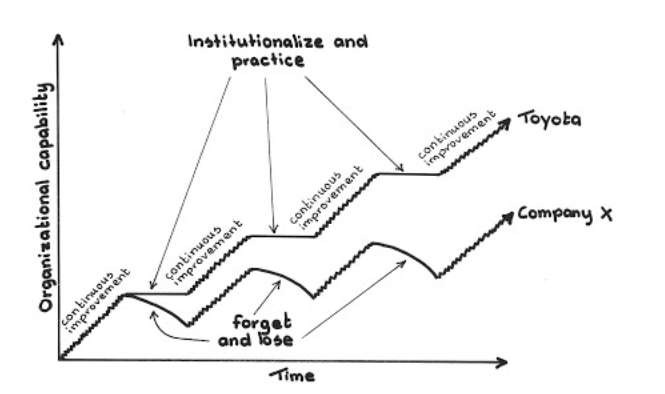 Institutionalize and
practice
Organizational capability
continuous
improvement
continuous
improvement
continuous
improvement
continuous
improvement
Toyota
Company X
forget
and lose
Time